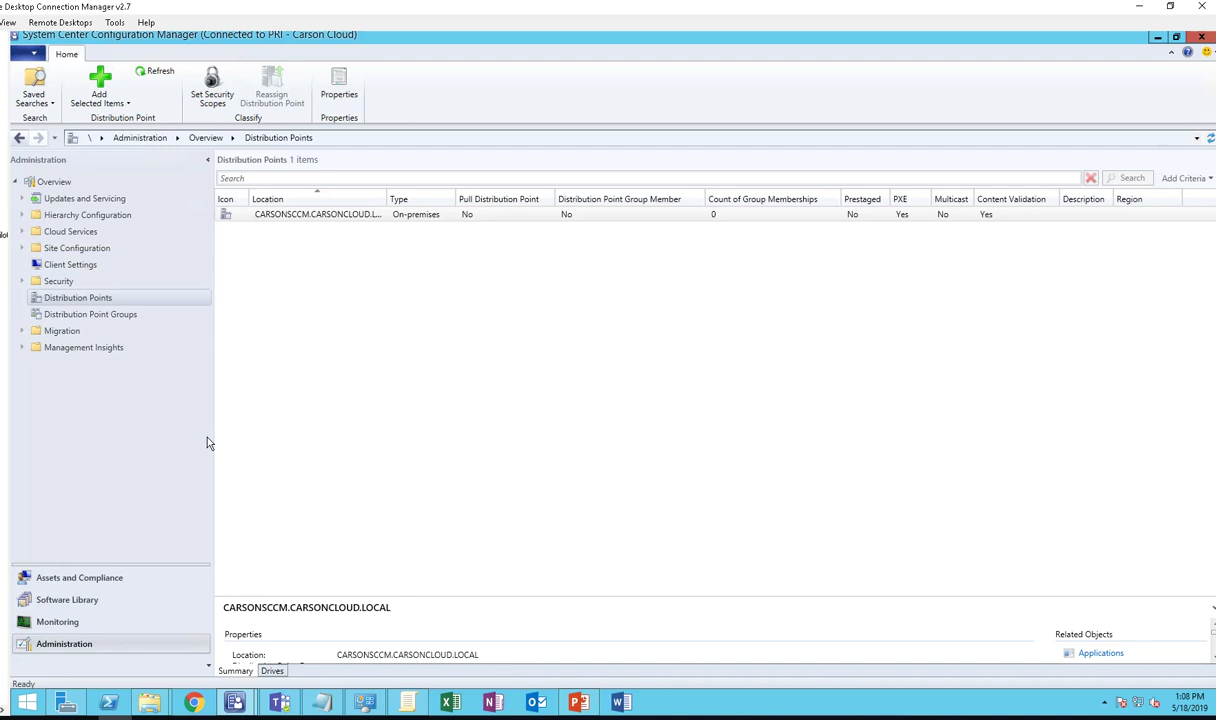 e Desktop Connection Manager v2.7
View Remote Desktops Tools Help
System Center Configuration Manager (Connected to PRI - Carson Cloud)
Home
Saved Searches
Add Selected Items
Refresh
Set Security Scopes
Reassign Distribution Point
Properties
Search
Distribution Point
Classify
Properties
\ Administration Overview Distribution Points
Administration
Distribution Points 1 items
Search
Search
Add Criteria
Icon Location Type Pull Distribution Point Distribution Point Group Member Count of Group Memberships Prestaged PXE Multicast Content Validation Description Region
CARSONSCCM.CARSONCLOUD.L... On-premises No No 0 No Yes No Yes
Overview
Updates and Servicing
Hierarchy Configuration
Cloud Services
Site Configuration
Client Settings
Security
Distribution Points
Distribution Point Groups
Migration
Management Insights
Assets and Compliance
Software Library
Monitoring
Administration
CARSONSCCM.CARSONCLOUD.LOCAL
Properties
Related Objects
Location: CARSONSCCM.CARSONCLOUD.LOCAL
Applications
Summary Drives
Ready
1:08 PM
5/18/2019